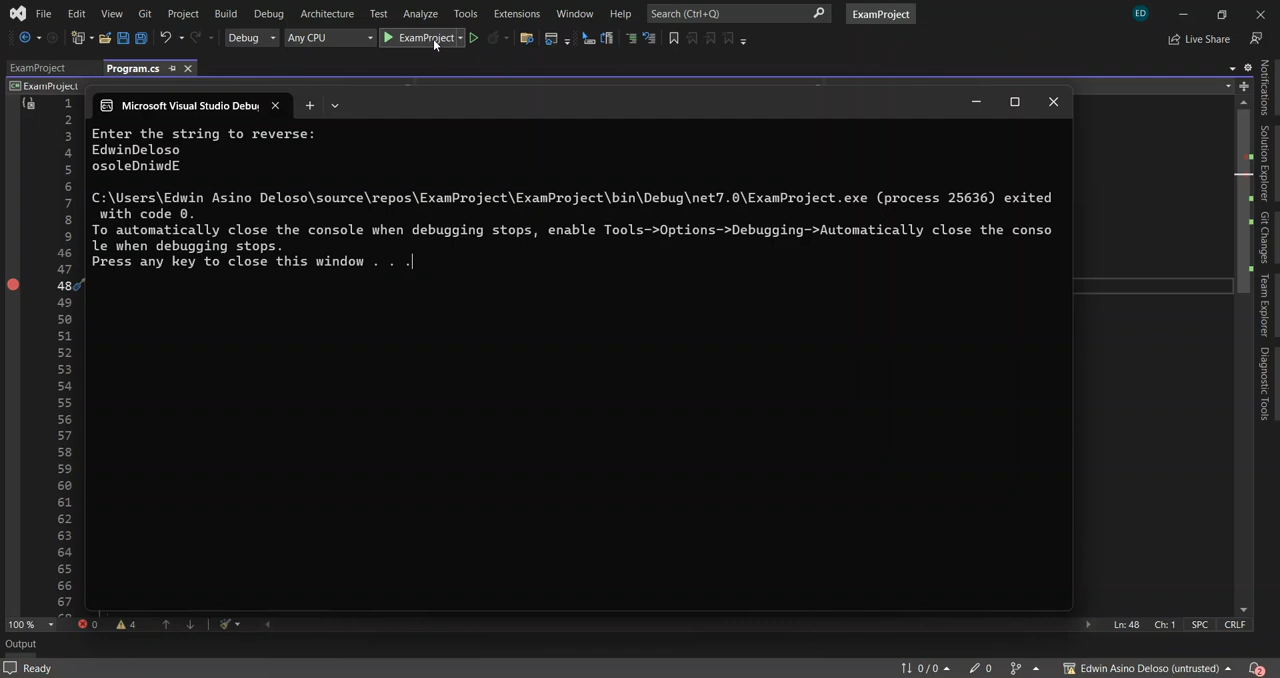 File Edit View Git Project Build Debug Architecture Test Analyze Tools Extensions Window Help Search (Ctrl+Q) ExamProject ED
Debug Any CPU ExamProject Live Share
ExamProject Program.cs
ExamProject
Microsoft Visual Studio Debug
Enter the string to reverse:
EdwinDeloso
osoleDniwdE
C:\Users\Edwin Asino Deloso\source\repos\ExamProject\ExamProject\bin\Debug\net7.0\ExamProject.exe (process 25636) exited
with code 0.
To automatically close the console when debugging stops, enable Tools->Options->Debugging->Automatically close the conso
le when debugging stops.
Press any key to close this window . . .
1
2
3
4
5
6
7
8
9
46
47
48
49
50
51
52
53
54
55
56
57
58
59
60
61
62
63
64
65
66
67
68
Notifications
Solution Explorer
Git Changes
Team Explorer
Diagnostic Tools
100 % 0 4 Ln: 48 Ch: 1 SPC CRLF
Output
Ready 0 / 0 0 Edwin Asino Deloso (untrusted) 2